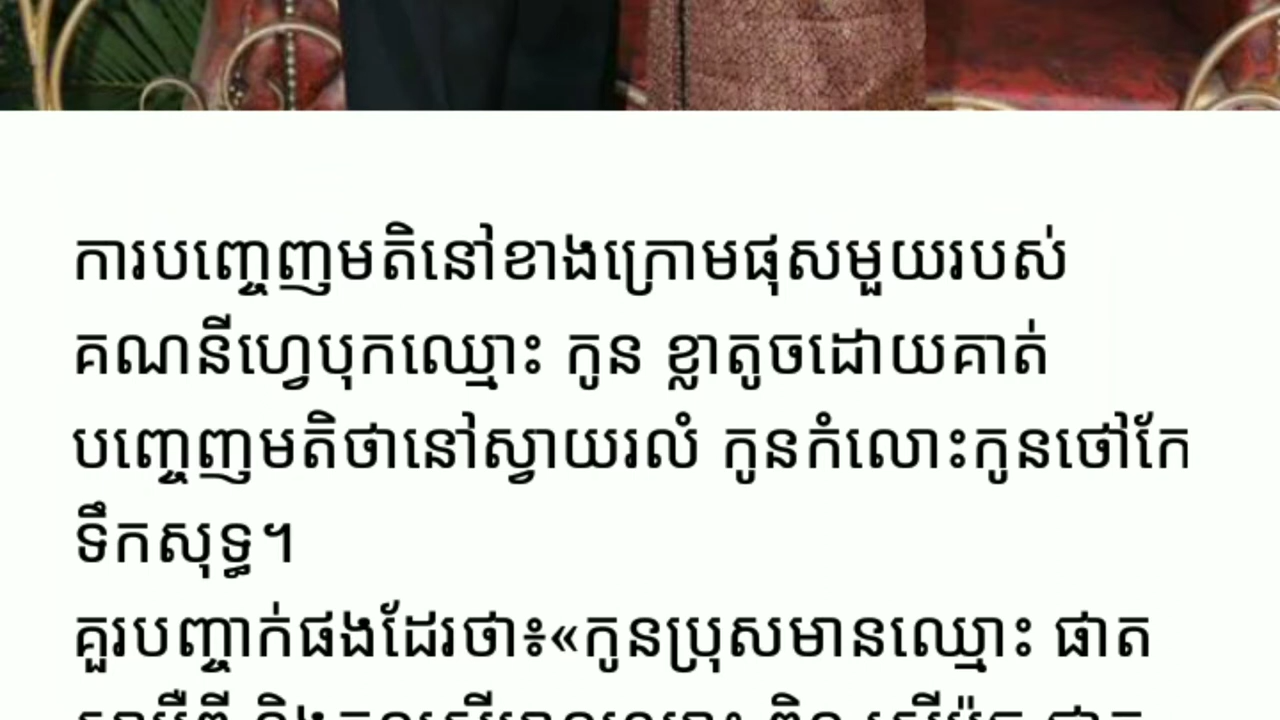 ការបញ្ចេញមតិនៅខាងក្រោមផុសមួយរបស់
គណនីហ្វេបុកឈ្មោះ កូន ខ្លាតូចដោយគាត់
បញ្ចេញមតិថានៅស្វាយរលំ កូនកំលោះកូនថៅកែ
ទឹកសុទ្ធ។
គួរបញ្ចាក់ផងដែរថា៖«កូនប្រុសមានឈ្មោះ ផាត